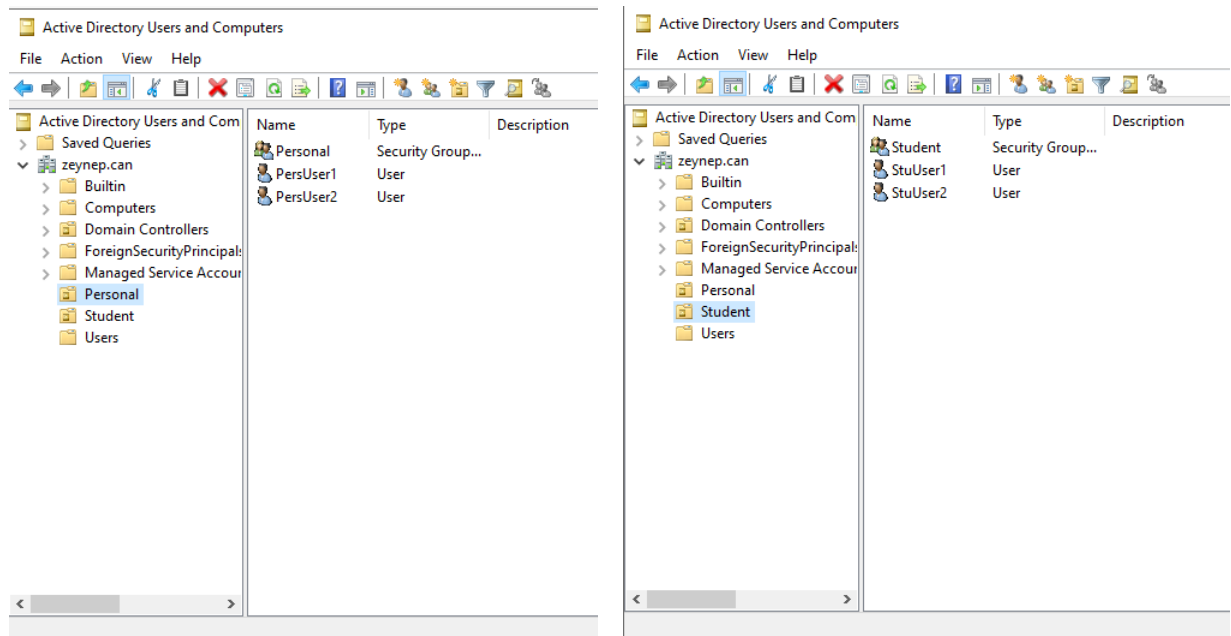 Active Directory Users and Computers
File Action View Help
Active Directory Users and Com
Saved Queries
zeynep.can
Builtin
Computers
Domain Controllers
ForeignSecurityPrincipals
Managed Service Accour
Personal
Student
Users
Name Type Description
Personal Security Group...
PersUser1 User
PersUser2 User
Active Directory Users and Computers
File Action View Help
Active Directory Users and Com
Saved Queries
zeynep.can
Builtin
Computers
Domain Controllers
ForeignSecurityPrincipals
Managed Service Accour
Personal
Student
Users
Name Type Description
Student Security Group...
StuUser1 User
StuUser2 User